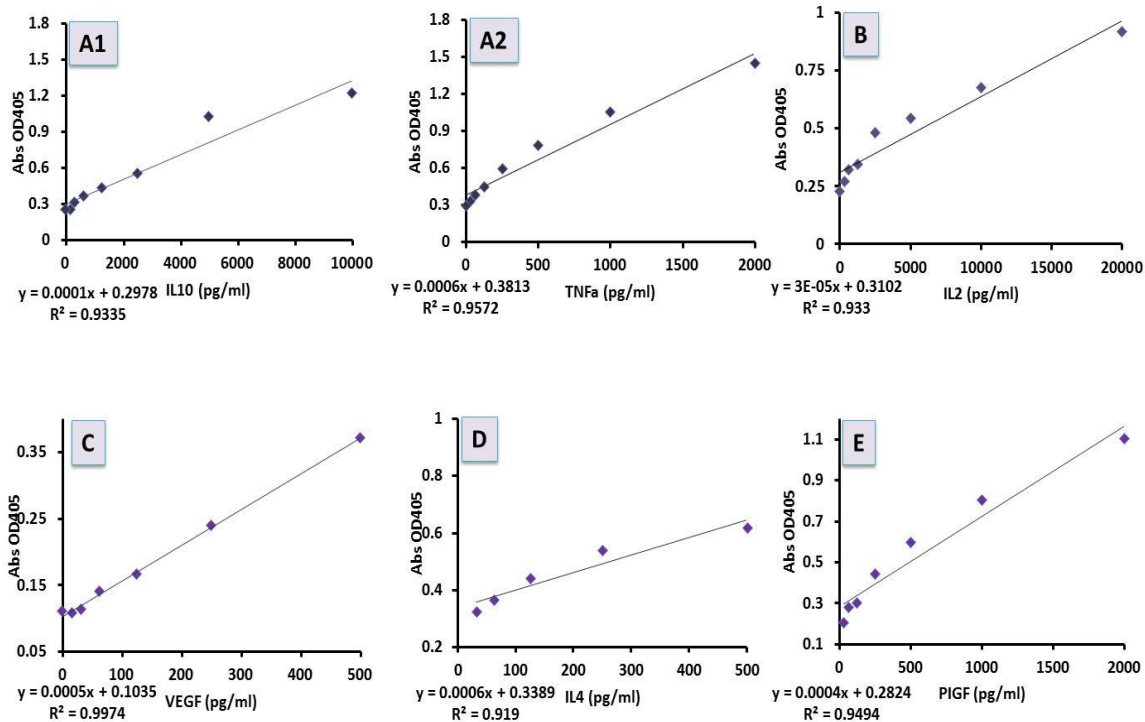 A1
1.8
1.5
1.2
0.9
0.6
0.3
0
Abs OD405
0 2000 4000 6000 8000 10000
IL10 (pg/ml)
y = 0.0001x + 0.2978
R² = 0.9335
A2
1.8
1.5
1.2
0.9
0.6
0.3
0
Abs OD405
0 500 1000 1500 2000
TNFa (pg/ml)
y = 0.0006x + 0.3813
R² = 0.9572
B
1
0.75
0.5
0.25
0
Abs OD405
0 5000 10000 15000 20000
IL2 (pg/ml)
y = 3E-05x + 0.3102
R² = 0.933
C
0.35
0.25
0.15
0.05
Abs OD405
0 100 200 300 400 500
VEGF (pg/ml)
y = 0.0005x + 0.1035
R² = 0.9974
D
1
0.8
0.6
0.4
0.2
Abs OD405
0 100 200 300 400 500
IL4 (pg/ml)
y = 0.0006x + 0.3389
R² = 0.919
E
1.1
0.9
0.7
0.5
0.3
0.1
Abs OD405
0 500 1000 1500 2000
PIGF (pg/ml)
y = 0.0004x + 0.2824
R² = 0.9494